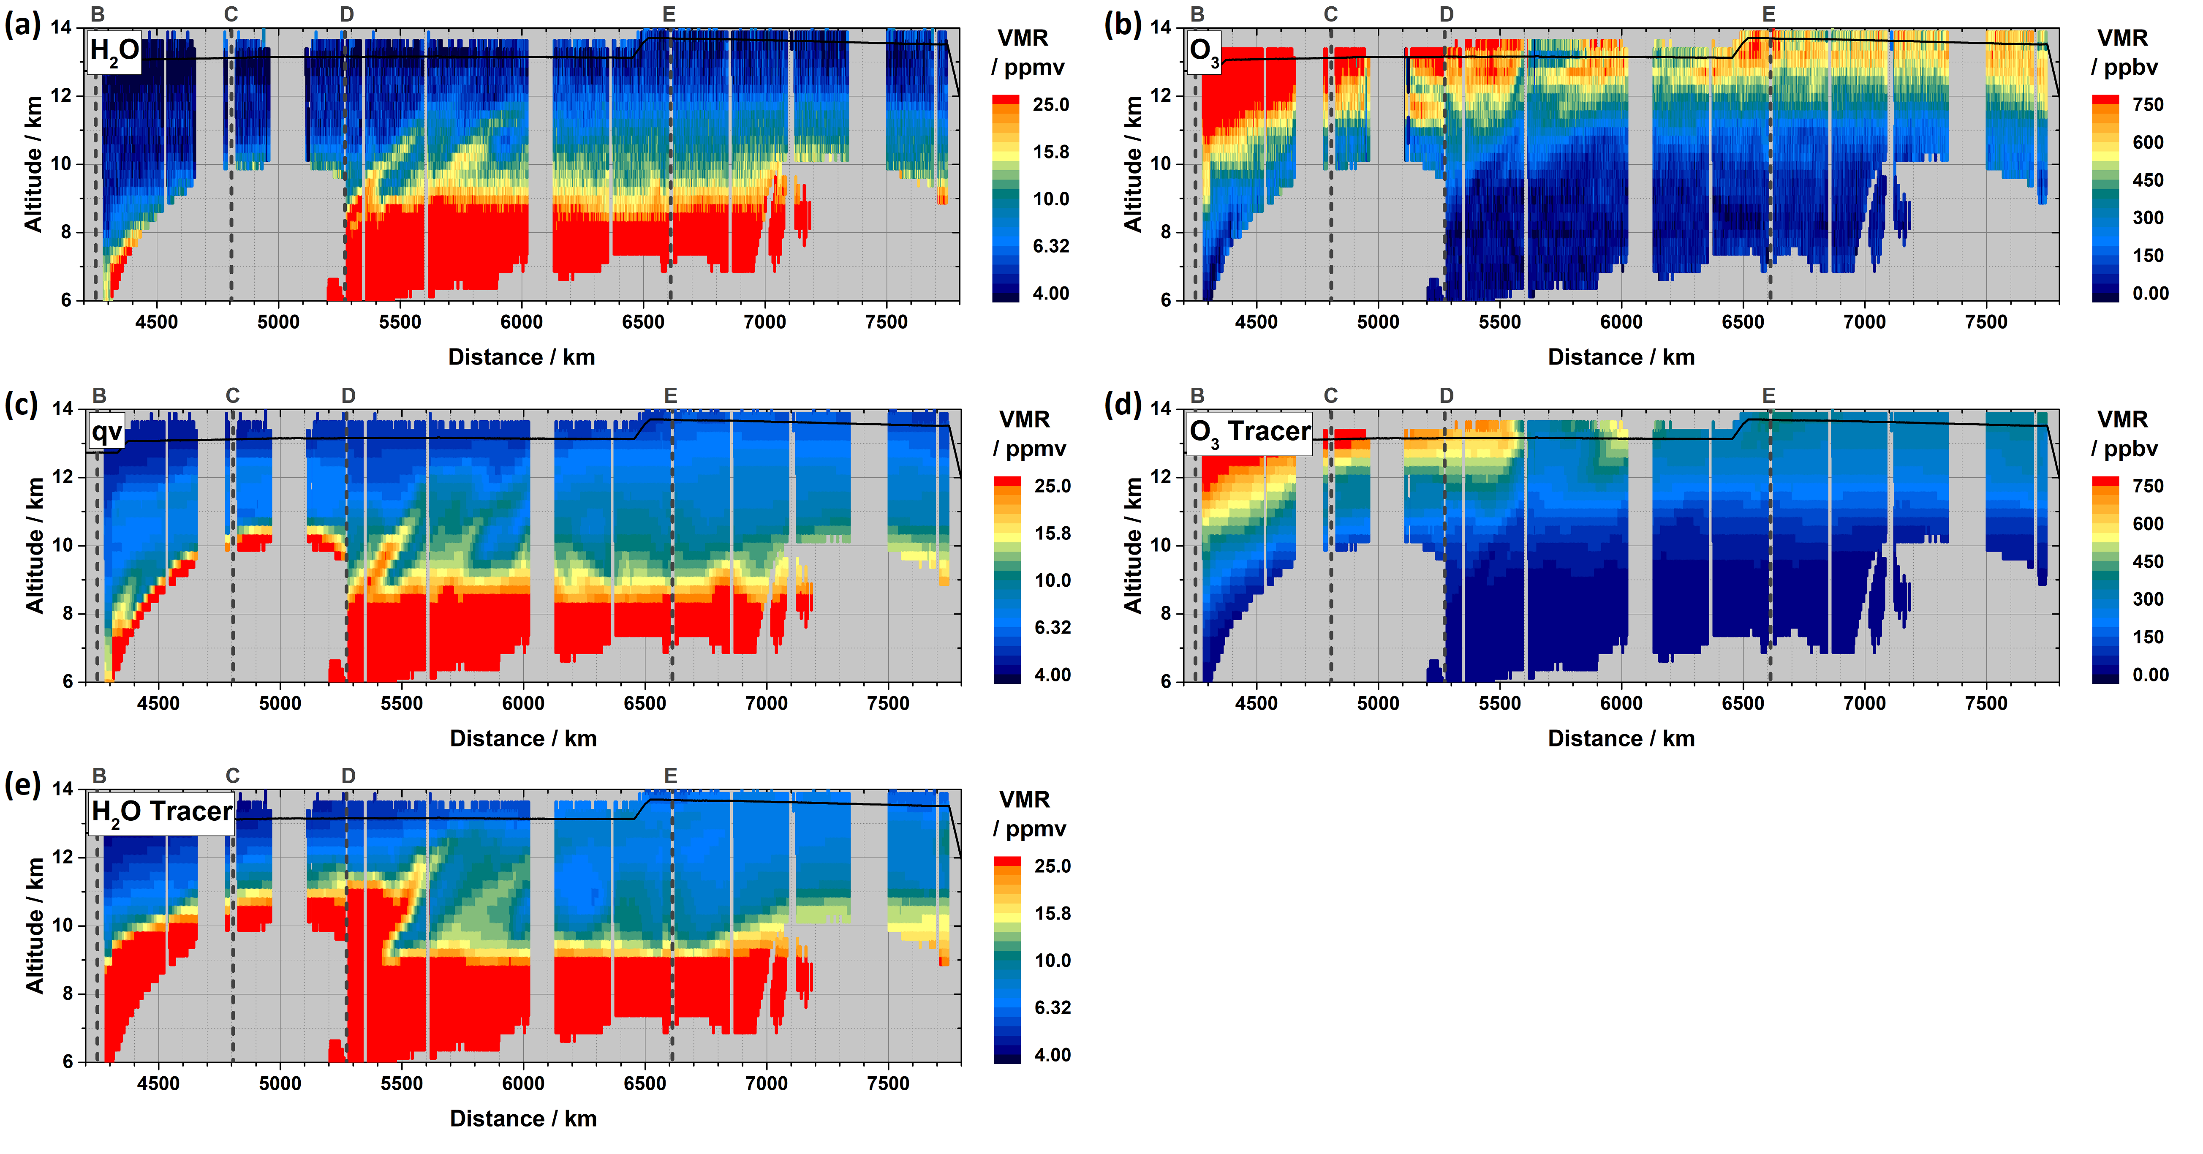 (a)
B C D E
H2O
14
12
10
8
6
Altitude / km
4500 5000 5500 6000 6500 7000 7500
Distance / km
VMR
/ ppmv
25.0
15.8
10.0
6.32
4.00
(b)
B C D E
O3
14
12
10
8
6
Altitude / km
4500 5000 5500 6000 6500 7000 7500
Distance / km
VMR
/ ppbv
750
600
450
300
150
0.00
(c)
B C D E
qv
14
12
10
8
6
Altitude / km
4500 5000 5500 6000 6500 7000 7500
Distance / km
VMR
/ ppmv
25.0
15.8
10.0
6.32
4.00
(d)
B C D E
O3 Tracer
14
12
10
8
6
Altitude / km
4500 5000 5500 6000 6500 7000 7500
Distance / km
VMR
/ ppbv
750
600
450
300
150
0.00
(e)
B C D E
H2O Tracer
14
12
10
8
6
Altitude / km
4500 5000 5500 6000 6500 7000 7500
Distance / km
VMR
/ ppmv
25.0
15.8
10.0
6.32
4.00